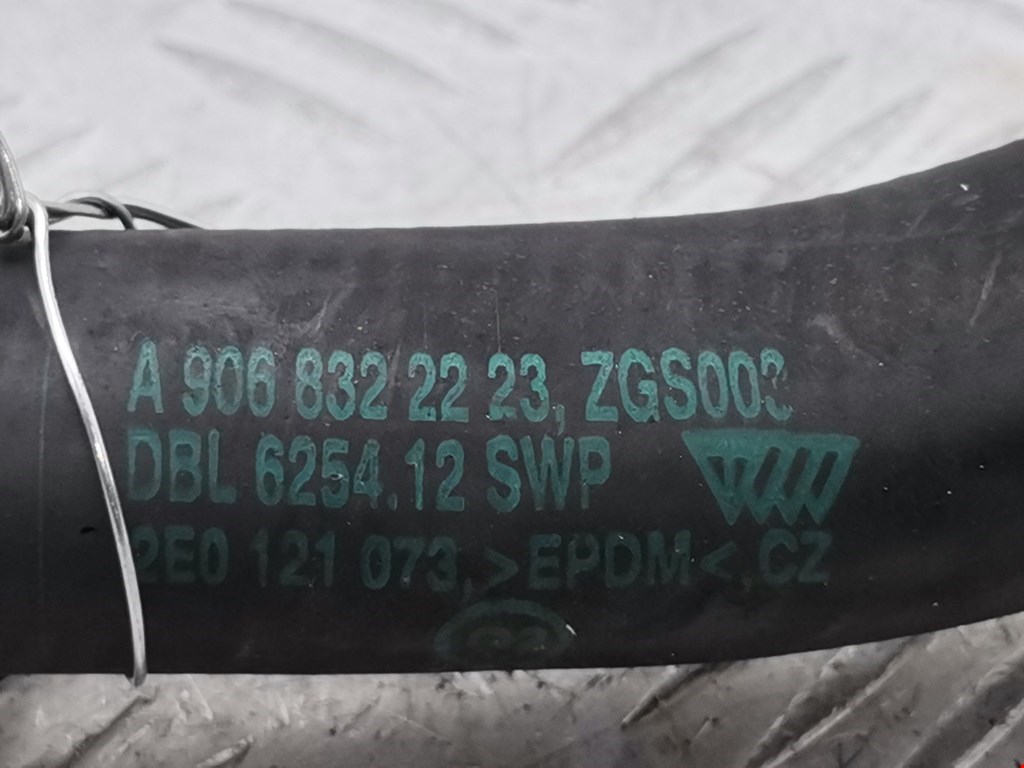 A 906 832 22 23, ZGS003
DBL 6254.12 SWP
2E0 121 073, >EPDM<, CZ